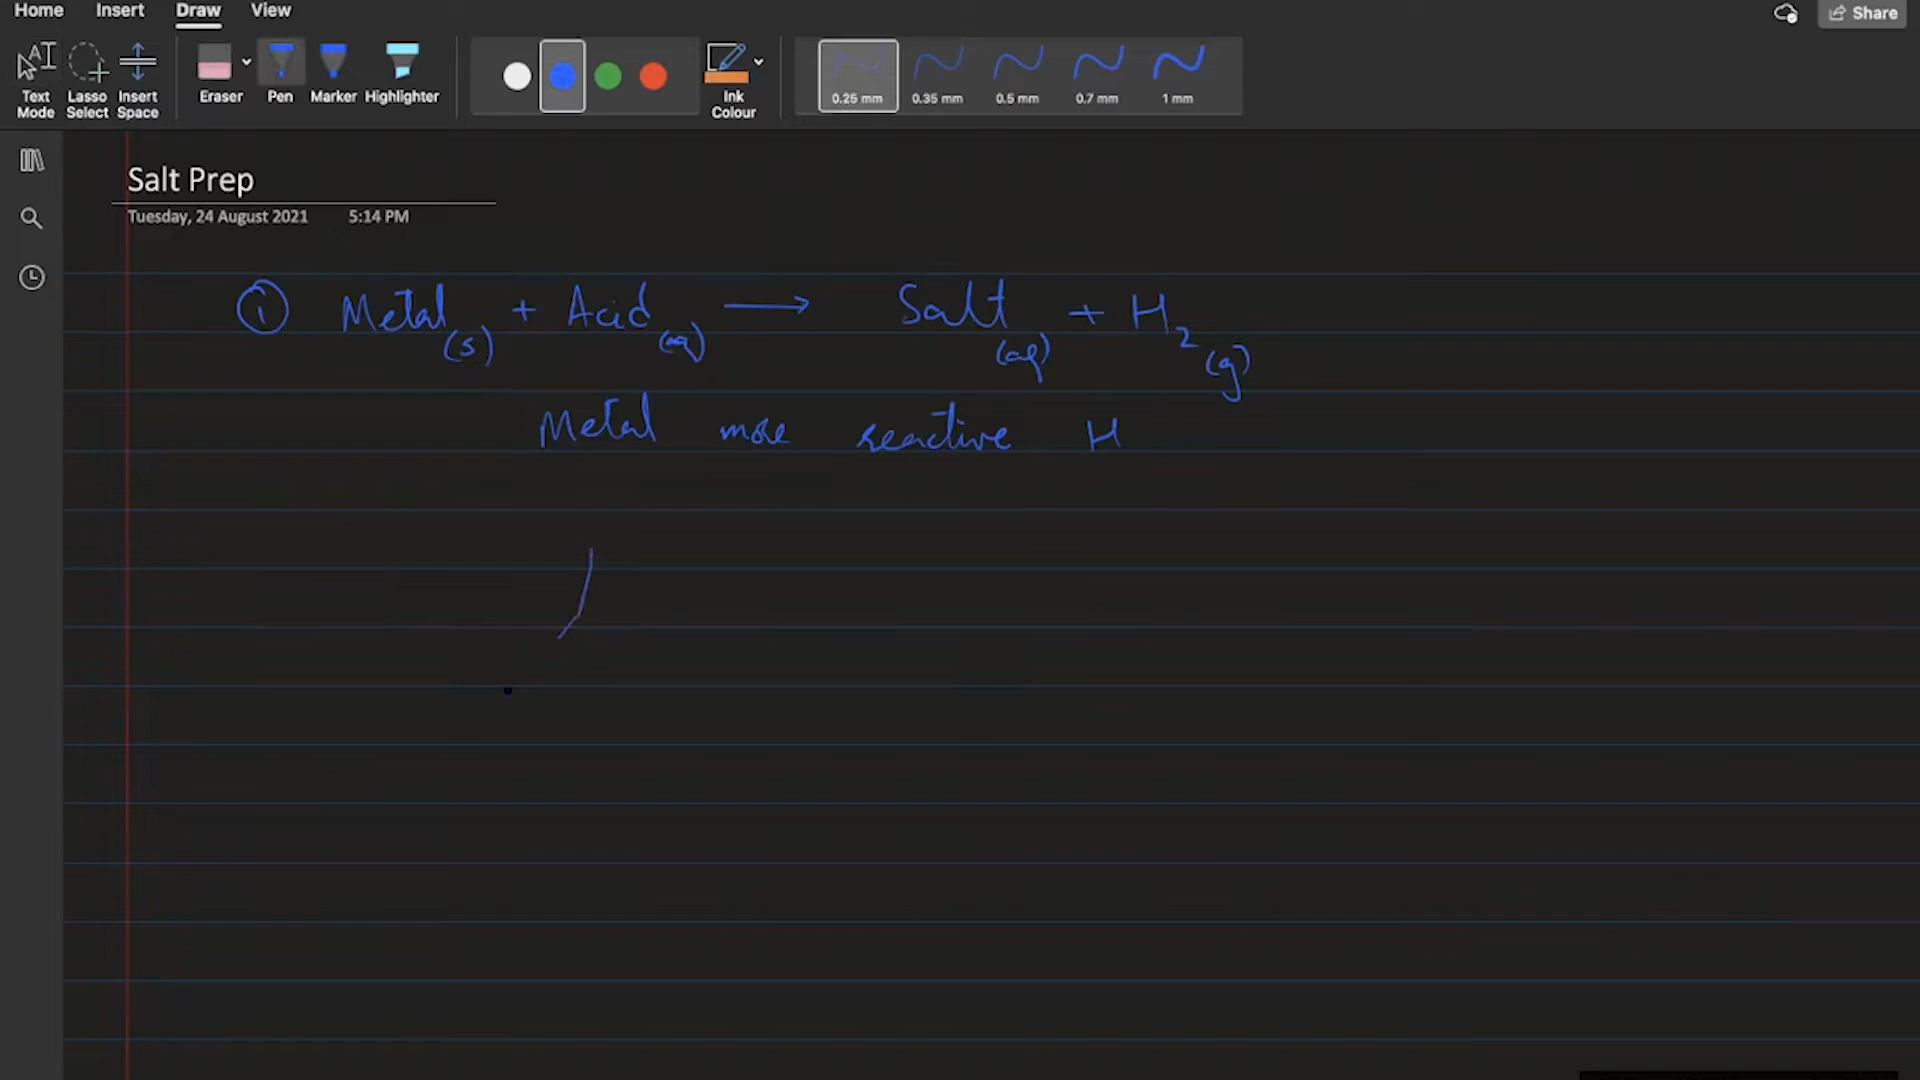 Home Insert Draw View
Share
Text Mode Lasso Select Insert Space Eraser Pen Marker Highlighter Ink Colour 0.25 mm 0.35 mm 0.5 mm 0.7 mm 1 mm
Salt Prep
Tuesday, 24 August 2021 5:14 PM
① Metal(s) + Acid(aq) ⟶ Salt(aq) + H₂(g)
Metal more reactive H